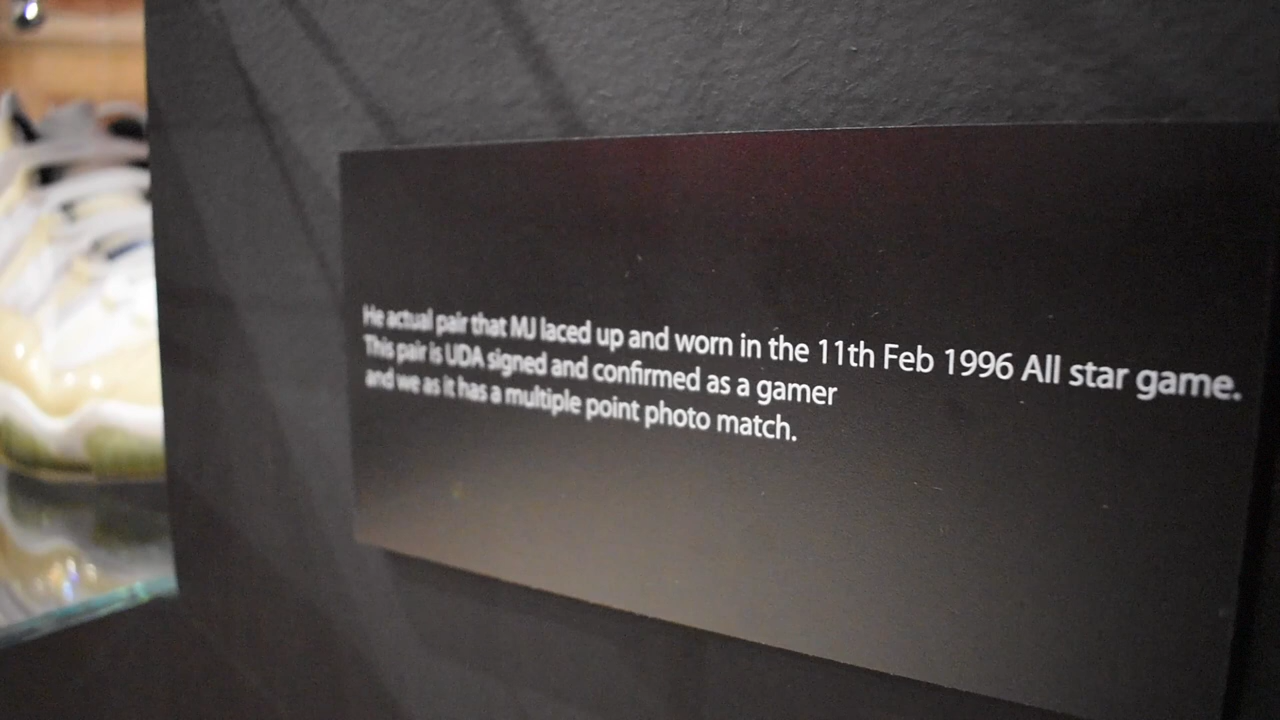 He actual pair that MJ laced up and worn in the 11th Feb 1996 All star game.
This pair is UDA signed and confirmed as a gamer
and we as it has a multiple point photo match.